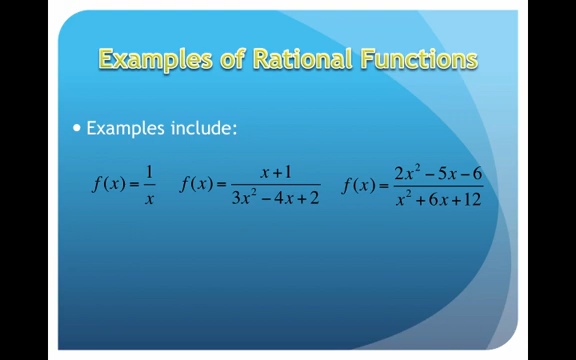 Examples of Rational Functions
• Examples include:
f(x) = 1/x   f(x) = (x + 1)/(3x² − 4x + 2)   f(x) = (2x² − 5x − 6)/(x² + 6x + 12)